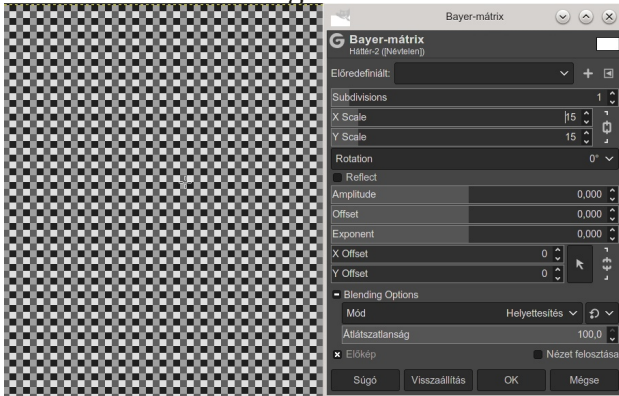 Bayer-mátrix
G Bayer-mátrix
Háttér-2 ([Névtelen])
Előredefiniált:
Subdivisions 1
X Scale 15
Y Scale 15
Rotation 0°
Reflect
Amplitude 0,000
Offset 0,000
Exponent 0,000
X Offset 0
Y Offset 0
Blending Options
Mód Helyettesítés
Átlátszatlanság 100,0
Előkép Nézet felosztása
Súgó Visszaállítás OK Mégse